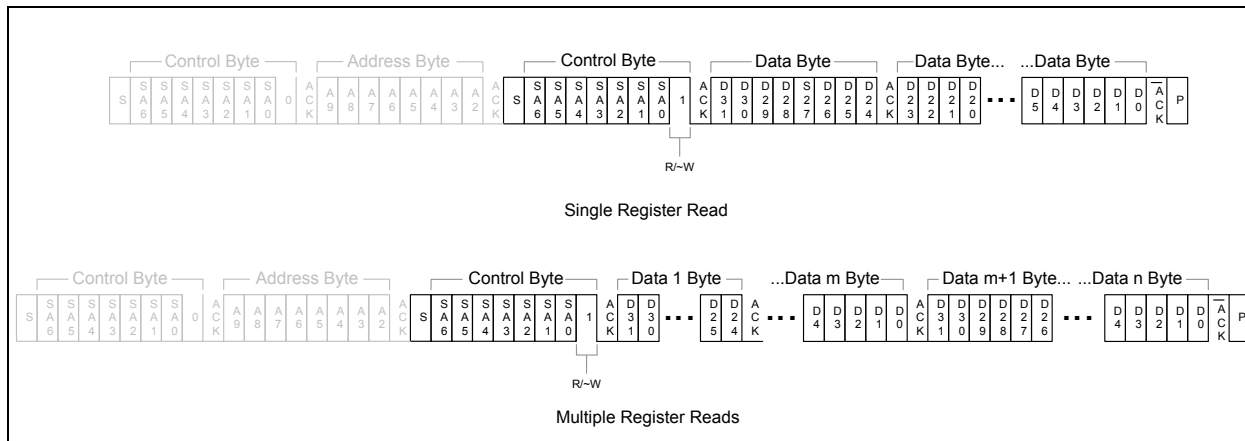 Control Byte Address Byte Control Byte Data Byte Data Byte... ...Data Byte
S SA6 SA5 SA4 SA3 SA2 SA1 SA0 0 ACK A9 A8 A7 A6 A5 A4 A3 A2 ACK S SA6 SA5 SA4 SA3 SA2 SA1 SA0 1 ACK D31 D30 D29 D28 S27 D26 D25 D24 ACK D23 D22 D21 D20 ... D5 D4 D3 D2 D1 D0 ACK P
R/~W
Single Register Read
Control Byte Address Byte Control Byte Data 1 Byte ...Data m Byte Data m+1 Byte... ...Data n Byte
S SA6 SA5 SA4 SA3 SA2 SA1 SA0 0 ACK A9 A8 A7 A6 A5 A4 A3 A2 ACK S SA6 SA5 SA4 SA3 SA2 SA1 SA0 1 ACK D31 D30 ... D25 D24 ACK ... D4 D3 D2 D1 D0 ACK D31 D30 D29 D28 D27 D26 ... D4 D3 D2 D1 D0 ACK P
R/~W
Multiple Register Reads